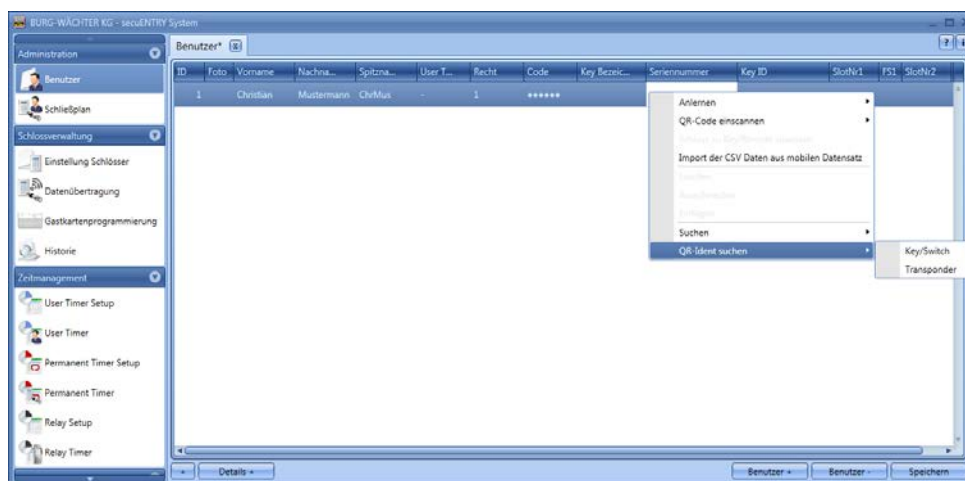 BURG-WÄCHTER KG - secuENTRY System
Administration
Benutzer
Schließplan
Schlossverwaltung
Einstellung Schlösser
Datenübertragung
Gastkartenprogrammierung
Historie
Zeitmanagement
User Timer Setup
User Timer
Permanent Timer Setup
Permanent Timer
Relay Setup
Relay Timer
Benutzer*
ID Foto Vorname Nachna... Spitzna... User T... Recht Code Key Bezeic... Seriennummer Key ID SlotNr1 FS1 SlotNr2
1 Christian Mustermann ChrMus - 1 ******
Anlernen
QR-Code einscannen
Import der CSV Daten aus mobilen Datensatz
Suchen
QR-Ident suchen
Key/Switch
Transponder
+ Details + Benutzer + Benutzer - Speichern